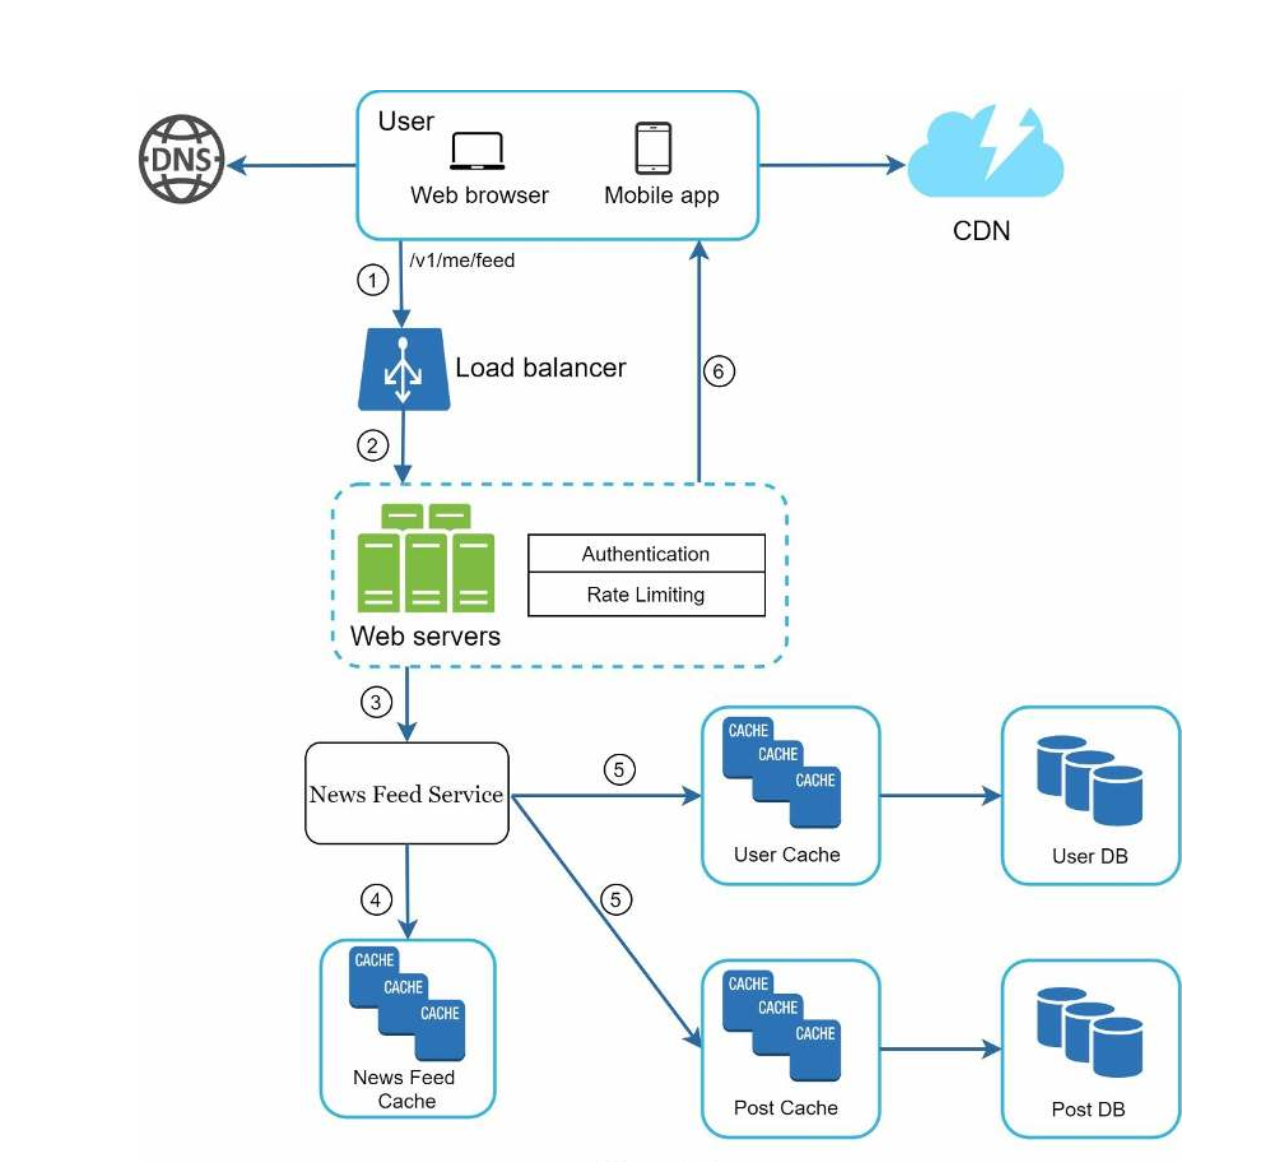 User
DNS
Web browser
Mobile app
CDN
/v1/me/feed
1
Load balancer
6
2
Authentication
Rate Limiting
Web servers
3
News Feed Service
5
CACHE
CACHE
CACHE
User Cache
User DB
4
5
CACHE
CACHE
CACHE
News Feed
Cache
CACHE
CACHE
CACHE
Post Cache
Post DB